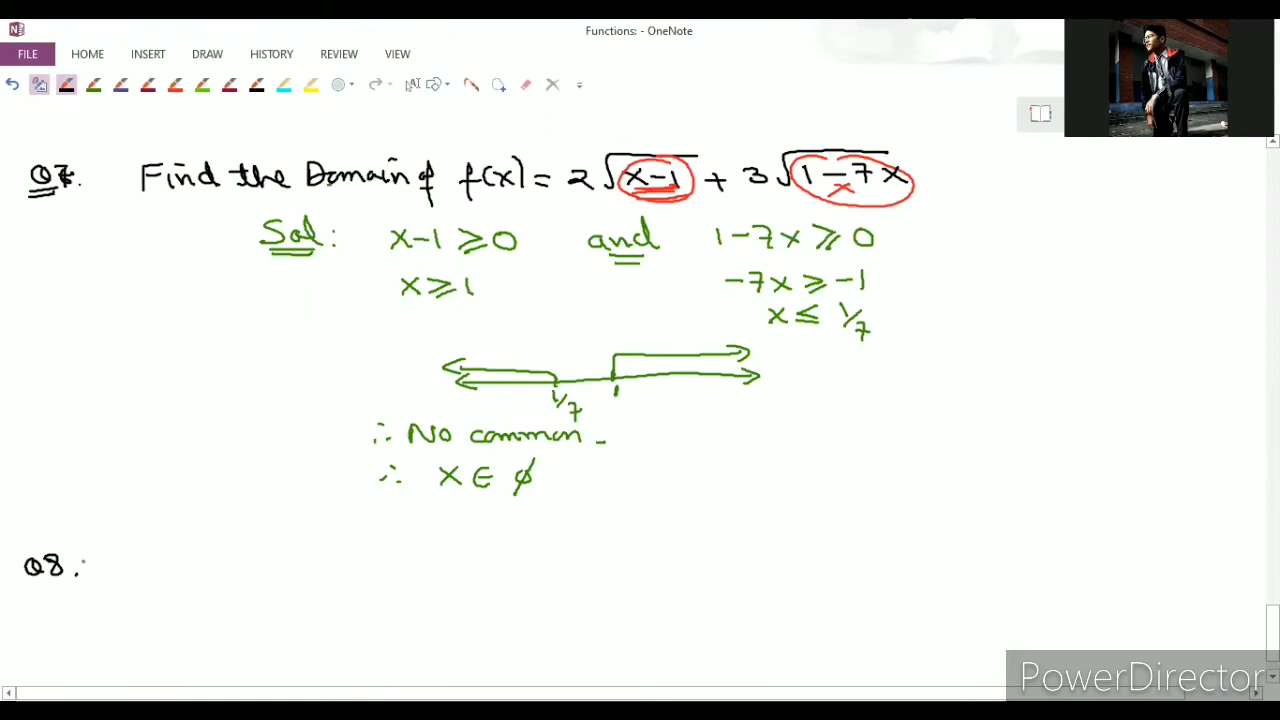 Functions: - OneNote
FILE HOME INSERT DRAW HISTORY REVIEW VIEW
Q7. Find the Domain of f(x) = 2√(x-1) + 3√(1-7x)
x
Sol: x-1 ≥ 0 and 1-7x ≥ 0
x ≥ 1 -7x ≥ -1
x ≤ 1/7
1/7 1
∴ No common -
∴ x ∈ ϕ
Q8.
PowerDirector